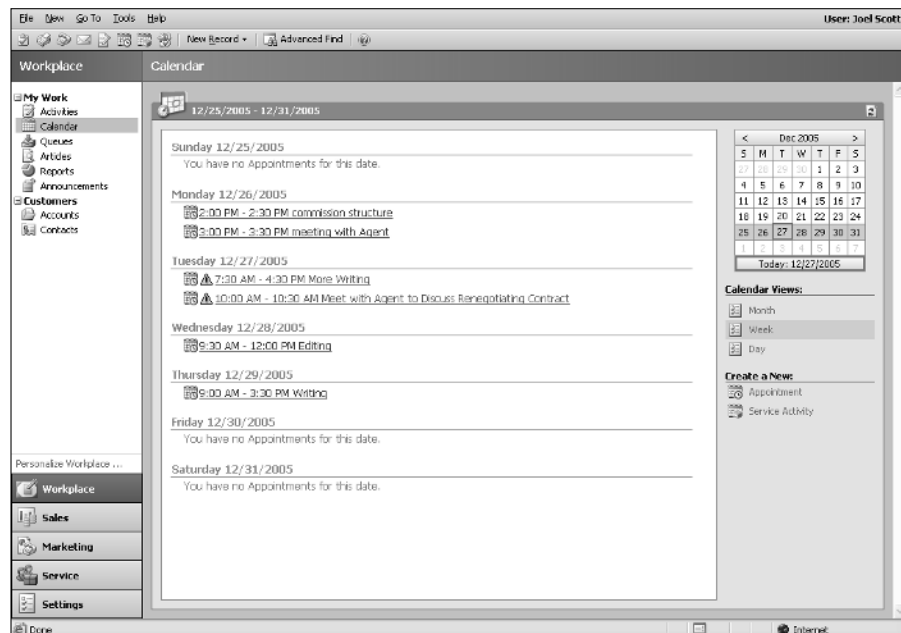 File New Go To Tools Help User: Joel Scott
New Record Advanced Find
Workplace Calendar
My Work
Activities
Calendar
Queues
Articles
Reports
Announcements
Customers
Accounts
Contacts
Personalize Workplace ...
Workplace
Sales
Marketing
Service
Settings
12/25/2005 - 12/31/2005
Sunday 12/25/2005
You have no Appointments for this date.
Monday 12/26/2005
2:00 PM - 2:30 PM commission structure
3:00 PM - 3:30 PM meeting with Agent
Tuesday 12/27/2005
7:30 AM - 4:30 PM More Writing
10:00 AM - 10:30 AM Meet with Agent to Discuss Renegotiating Contract
Wednesday 12/28/2005
9:30 AM - 12:00 PM Editing
Thursday 12/29/2005
9:00 AM - 3:30 PM Writing
Friday 12/30/2005
You have no Appointments for this date.
Saturday 12/31/2005
You have no Appointments for this date.
< Dec 2005 >
S M T W T F S
27 28 29 30 1 2 3
4 5 6 7 8 9 10
11 12 13 14 15 16 17
18 19 20 21 22 23 24
25 26 27 28 29 30 31
1 2 3 4 5 6 7
Today: 12/27/2005
Calendar Views:
Month
Week
Day
Create a New:
Appointment
Service Activity
Done Internet